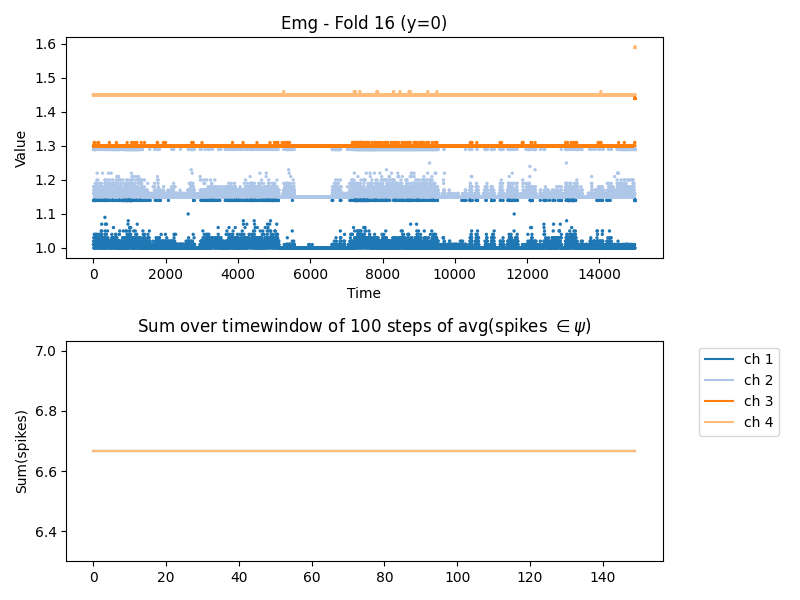 Emg - Fold 16 (y=0)
1.6
1.5
1.4
1.3
1.2
1.1
1.0
Value
0 2000 4000 6000 8000 10000 12000 14000
Time
Sum over timewindow of 100 steps of avg(spikes ∈ ψ)
7.0
6.8
6.6
6.4
Sum(spikes)
0 20 40 60 80 100 120 140
ch 1
ch 2
ch 3
ch 4